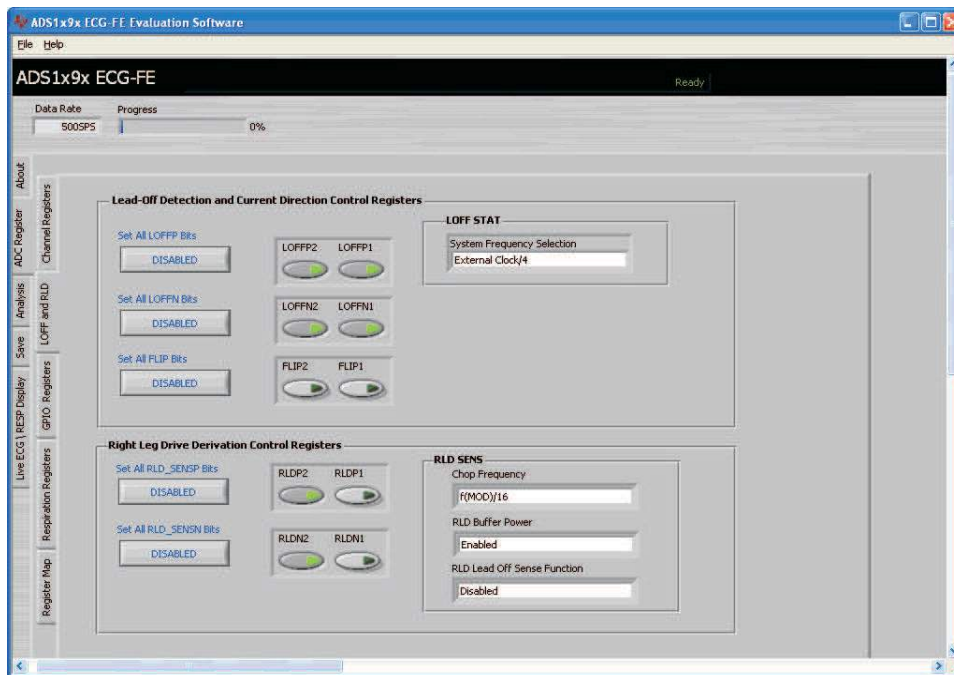 ADS1x9x ECG-FE Evaluation Software
File Help
ADS1x9x ECG-FE
Ready
Data Rate Progress
500SPS 0%
About
ADC Register
Analysis
Save
Live ECG \ RESP Display
Channel Registers
LOFF and RLD
GPIO Registers
Respiration Registers
Register Map
Lead-Off Detection and Current Direction Control Registers
Set All LOFFP Bits
DISABLED
LOFFP2 LOFFP1
Set All LOFFN Bits
DISABLED
LOFFN2 LOFFN1
Set All FLIP Bits
DISABLED
FLIP2 FLIP1
LOFF STAT
System Frequency Selection
External Clock/4
Right Leg Drive Derivation Control Registers
Set All RLD_SENSP Bits
DISABLED
RLDP2 RLDP1
Set All RLD_SENSN Bits
DISABLED
RLDN2 RLDN1
RLD SENS
Chop Frequency
f(MOD)/16
RLD Buffer Power
Enabled
RLD Lead Off Sense Function
Disabled